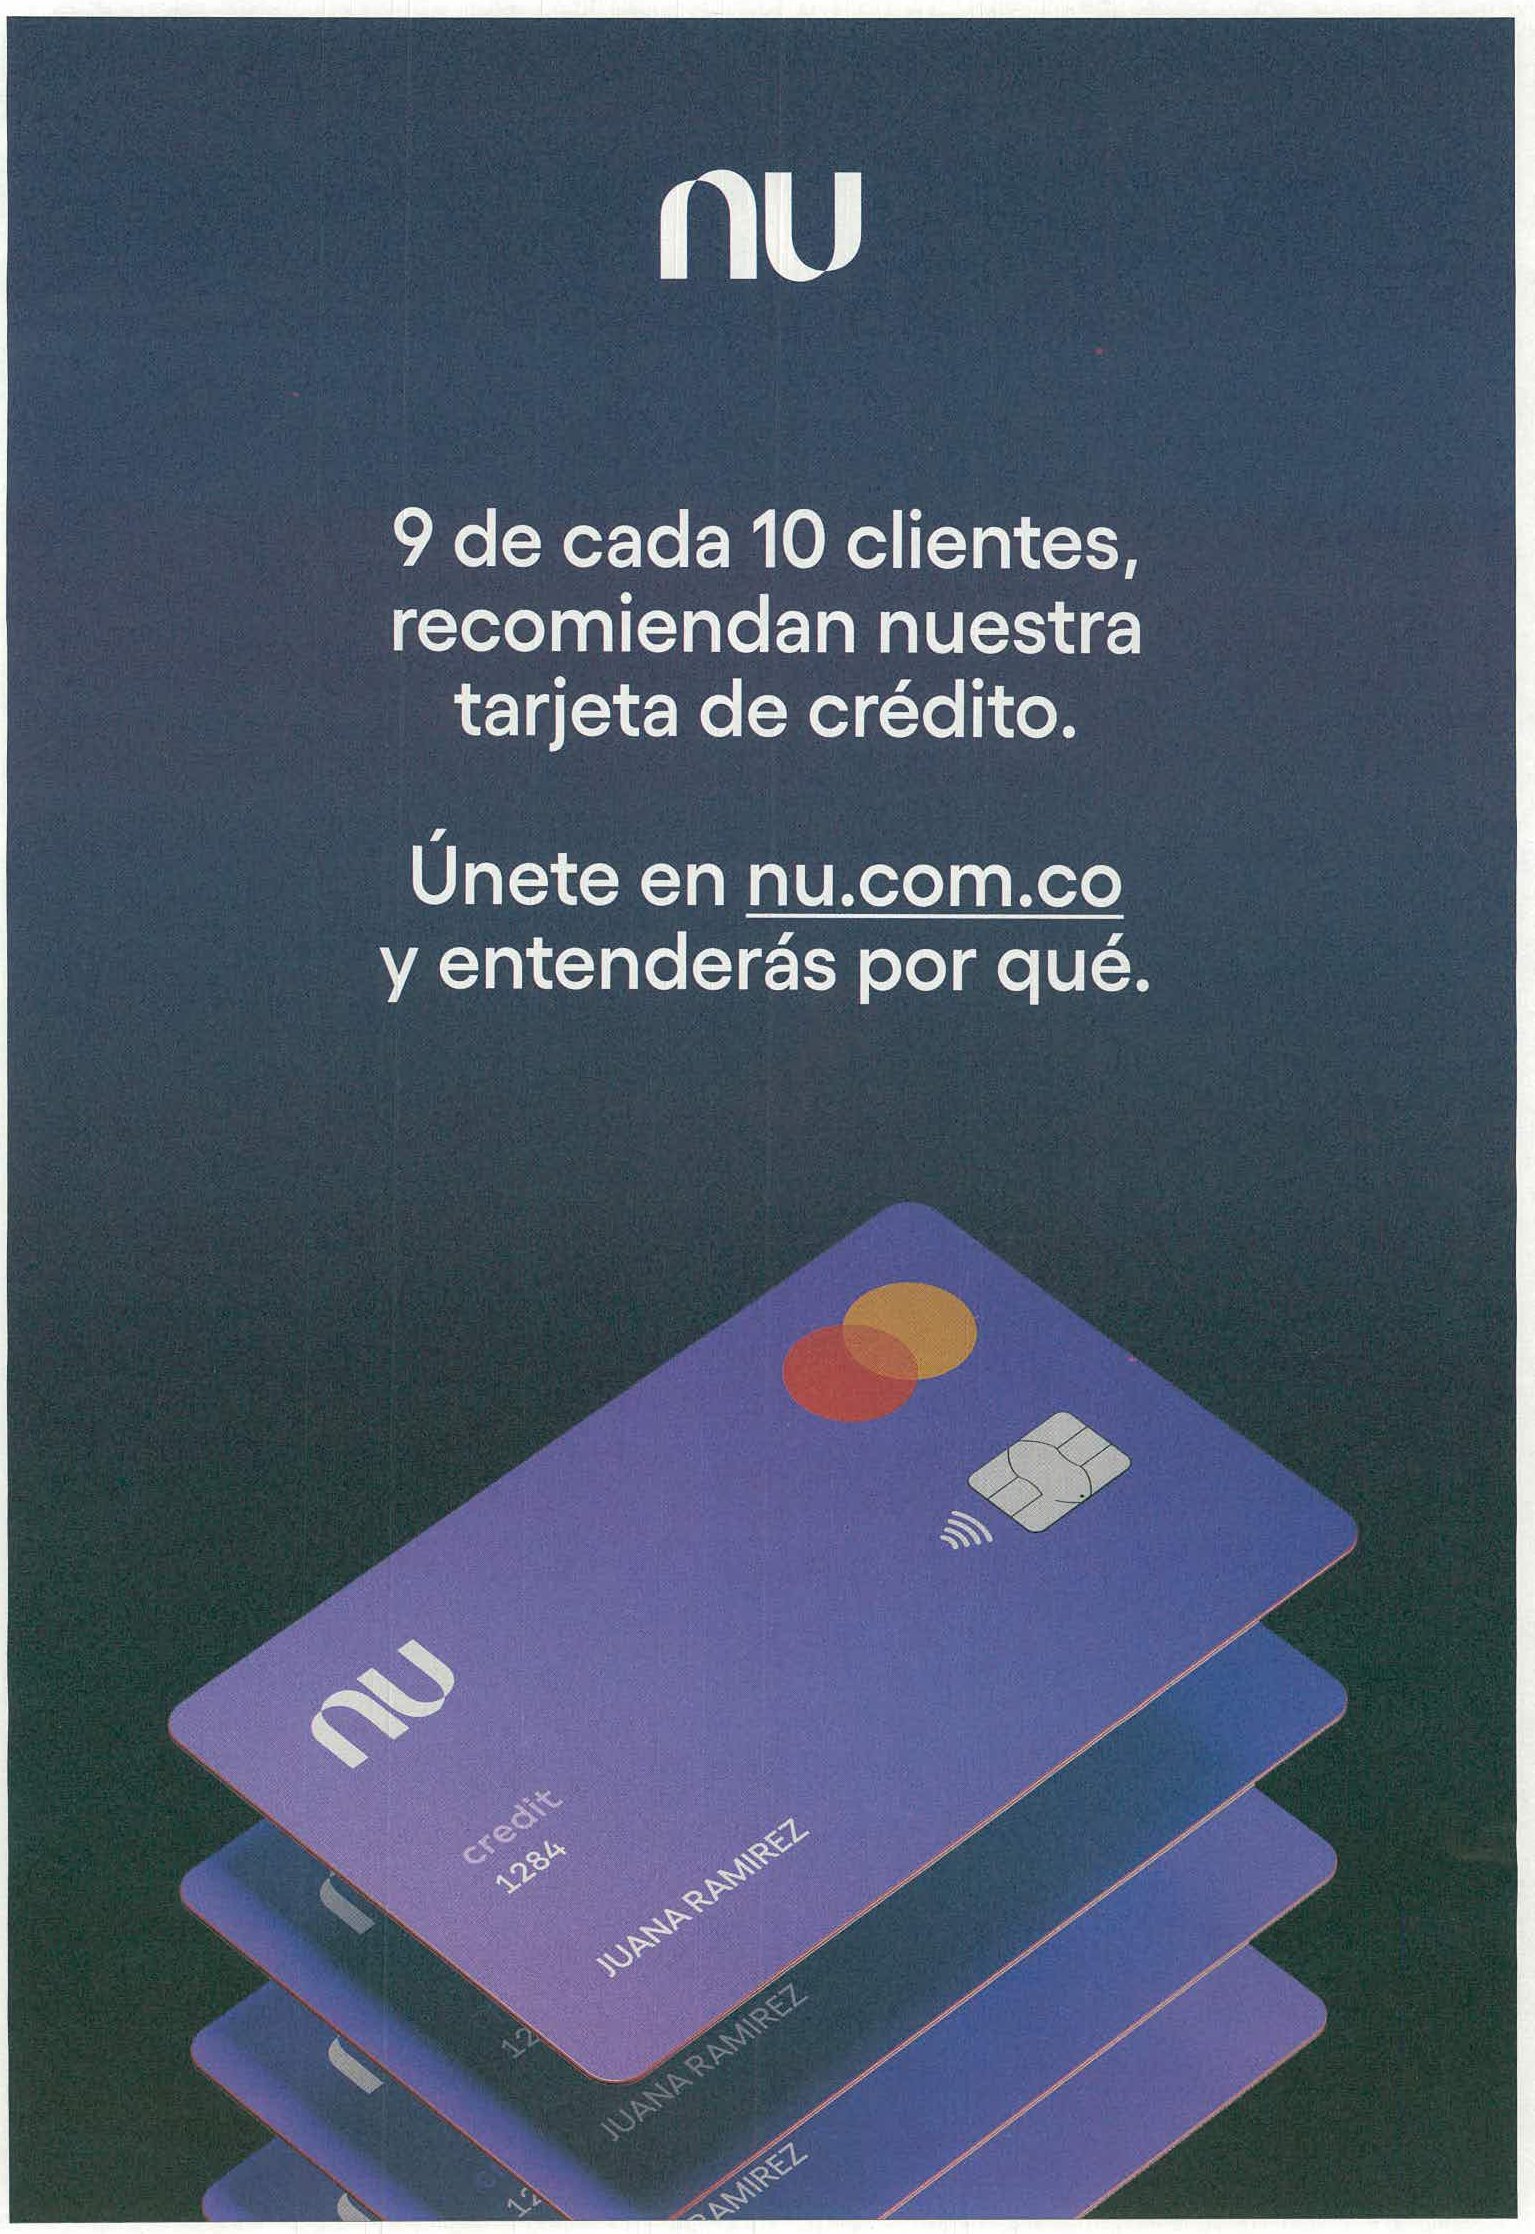 nu
9 de cada 10 clientes,
recomiendan nuestra
tarjeta de crédito.
Únete en nu.com.co
y entenderás por qué.
nu
credit
1284
JUANA RAMIREZ
12
JUANA RAMIREZ
12
RAMIREZ